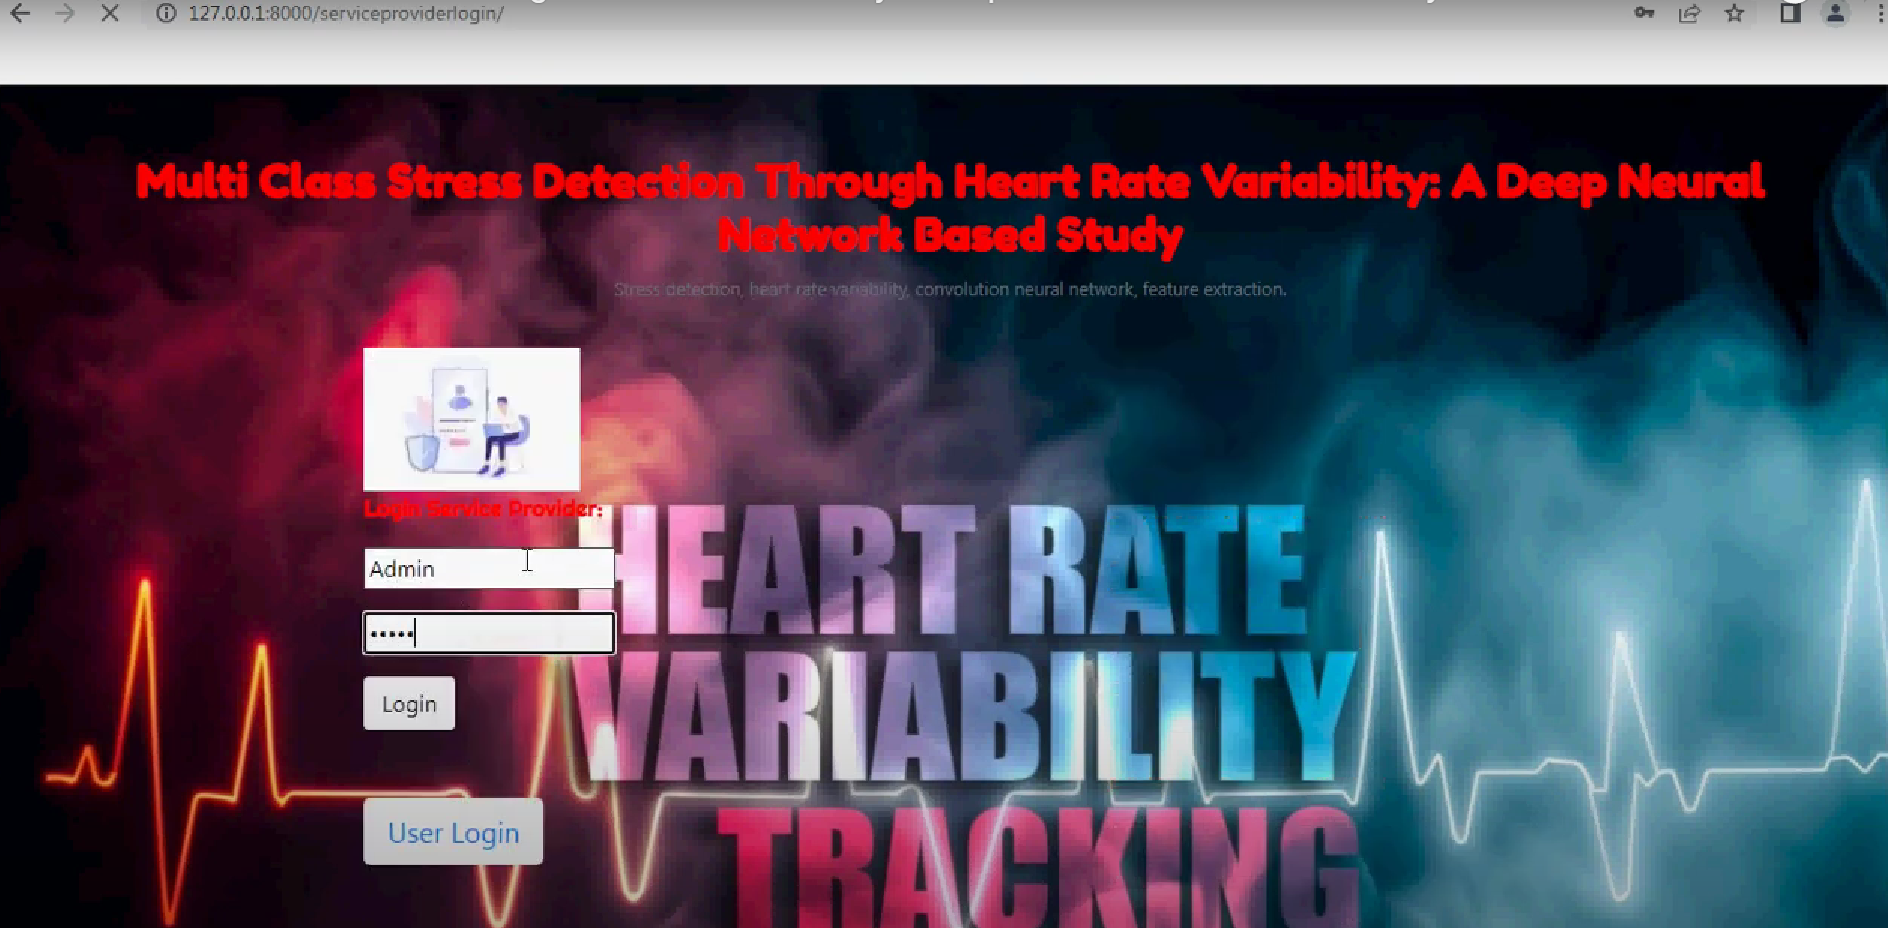 127.0.0.1:8000/serviceproviderlogin/
Multi Class Stress Detection Through Heart Rate Variability: A Deep Neural
Network Based Study
Stress detection, heart rate variability, convolution neural network, feature extraction.
Login Service Provider:
Admin
•••••
Login
User Login
HEART RATE
VARIABILITY
TRACKING